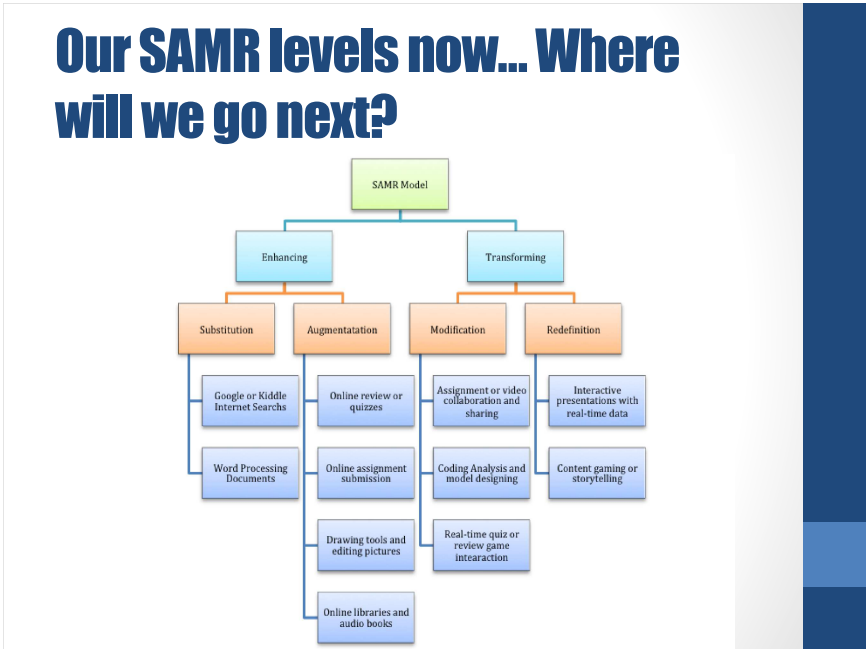 Our SAMR levels now... Where
will we go next?
SAMR Model
Enhancing
Transforming
Substitution
Augmentatation
Modification
Redefinition
Google or Kiddle
Internet Searchs
Word Processing
Documents
Online review or
quizzes
Online assignment
submission
Drawing tools and
editing pictures
Online libraries and
audio books
Assignment or video
collaboration and
sharing
Coding Analysis and
model designing
Real-time quiz or
review game
intearaction
Interactive
presentations with
real-time data
Content gaming or
storytelling